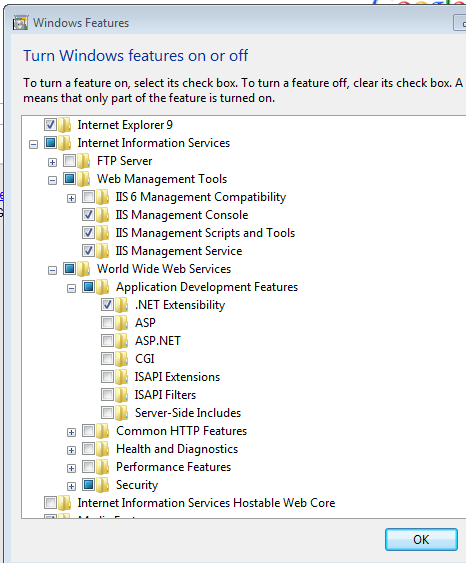 Windows Features
Turn Windows features on or off
To turn a feature on, select its check box. To turn a feature off, clear its check box. A
means that only part of the feature is turned on.
Internet Explorer 9
Internet Information Services
FTP Server
Web Management Tools
IIS 6 Management Compatibility
IIS Management Console
IIS Management Scripts and Tools
IIS Management Service
World Wide Web Services
Application Development Features
.NET Extensibility
ASP
ASP.NET
CGI
ISAPI Extensions
ISAPI Filters
Server-Side Includes
Common HTTP Features
Health and Diagnostics
Performance Features
Security
Internet Information Services Hostable Web Core
OK